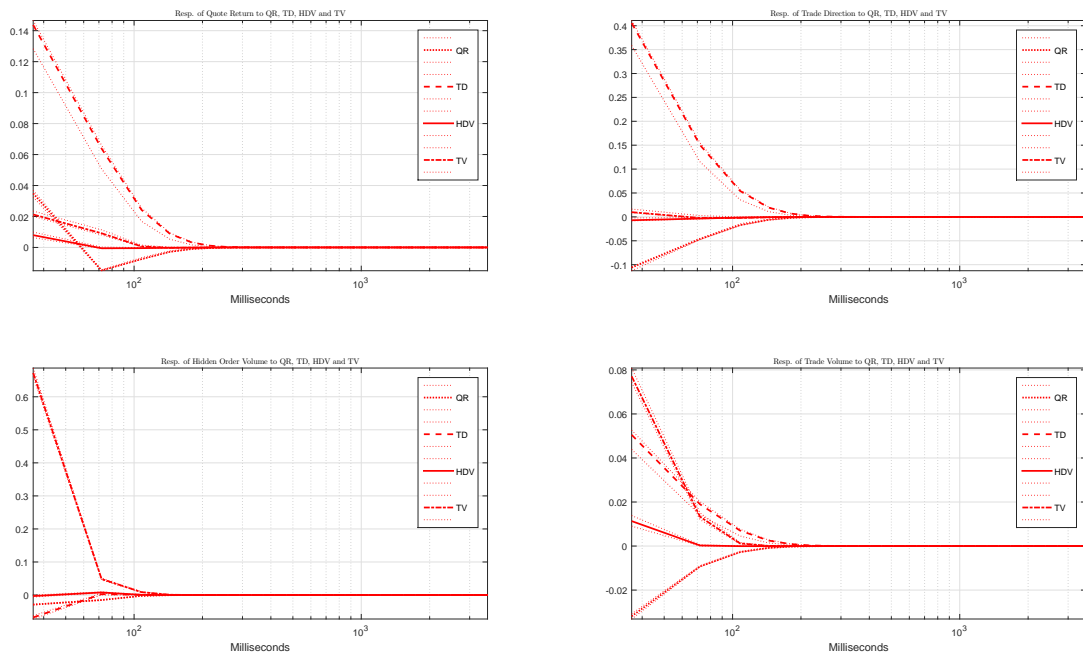 Resp. of Quote Return to QR, TD, HDV and TV
0.14
0.12
0.1
0.08
0.06
0.04
0.02
0
QR
TD
HDV
TV
10^2
10^3
Milliseconds
Resp. of Trade Direction to QR, TD, HDV and TV
0.4
0.35
0.3
0.25
0.2
0.15
0.1
0.05
0
-0.05
-0.1
QR
TD
HDV
TV
10^2
10^3
Milliseconds
Resp. of Hidden Order Volume to QR, TD, HDV and TV
0.6
0.5
0.4
0.3
0.2
0.1
0
QR
TD
HDV
TV
10^2
10^3
Milliseconds
Resp. of Trade Volume to QR, TD, HDV and TV
0.08
0.06
0.04
0.02
0
-0.02
QR
TD
HDV
TV
10^2
10^3
Milliseconds